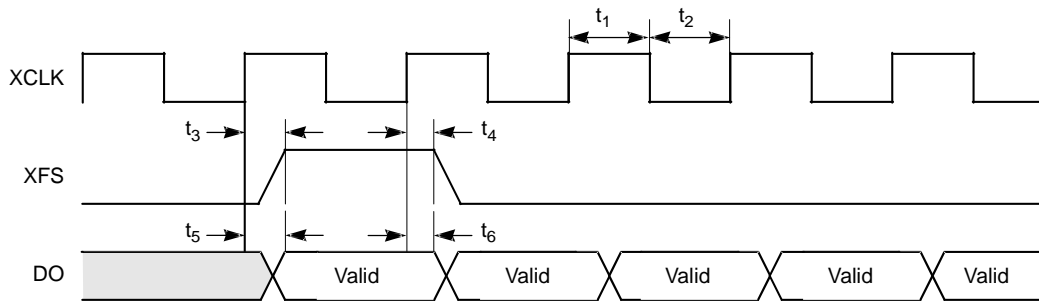 t1 t2
XCLK
t3 t4
XFS
t5 t6
DO Valid Valid Valid Valid Valid